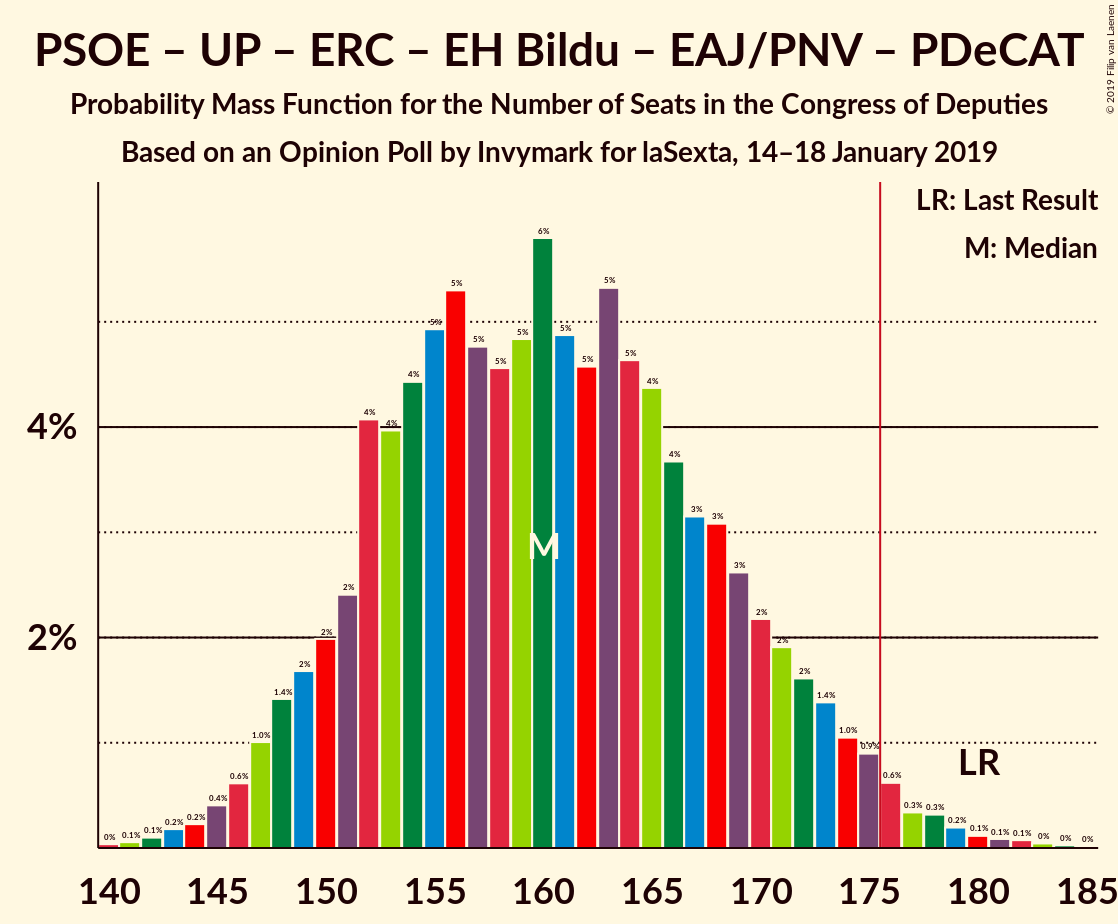 PSOE – UP – ERC – EH Bildu – EAJ/PNV – PDeCAT
Probability Mass Function for the Number of Seats in the Congress of Deputies
Based on an Opinion Poll by Invymark for laSexta, 14–18 January 2019
© 2019 Filip van Laenen
LR: Last Result
M: Median
4%
2%
0% 0.1% 0.1% 0.2% 0.2% 0.4% 0.6% 1.0% 1.4% 2% 2% 2% 4% 4% 4% 5% 5% 5% 5% 5% 6% 5% 5% 5% 5% 4% 4% 3% 3% 3% 2% 2% 2% 1.4% 1.0% 0.9% 0.6% 0.3% 0.3% 0.2% 0.1% 0.1% 0.1% 0% 0% 0%
M
LR
140 145 150 155 160 165 170 175 180 185